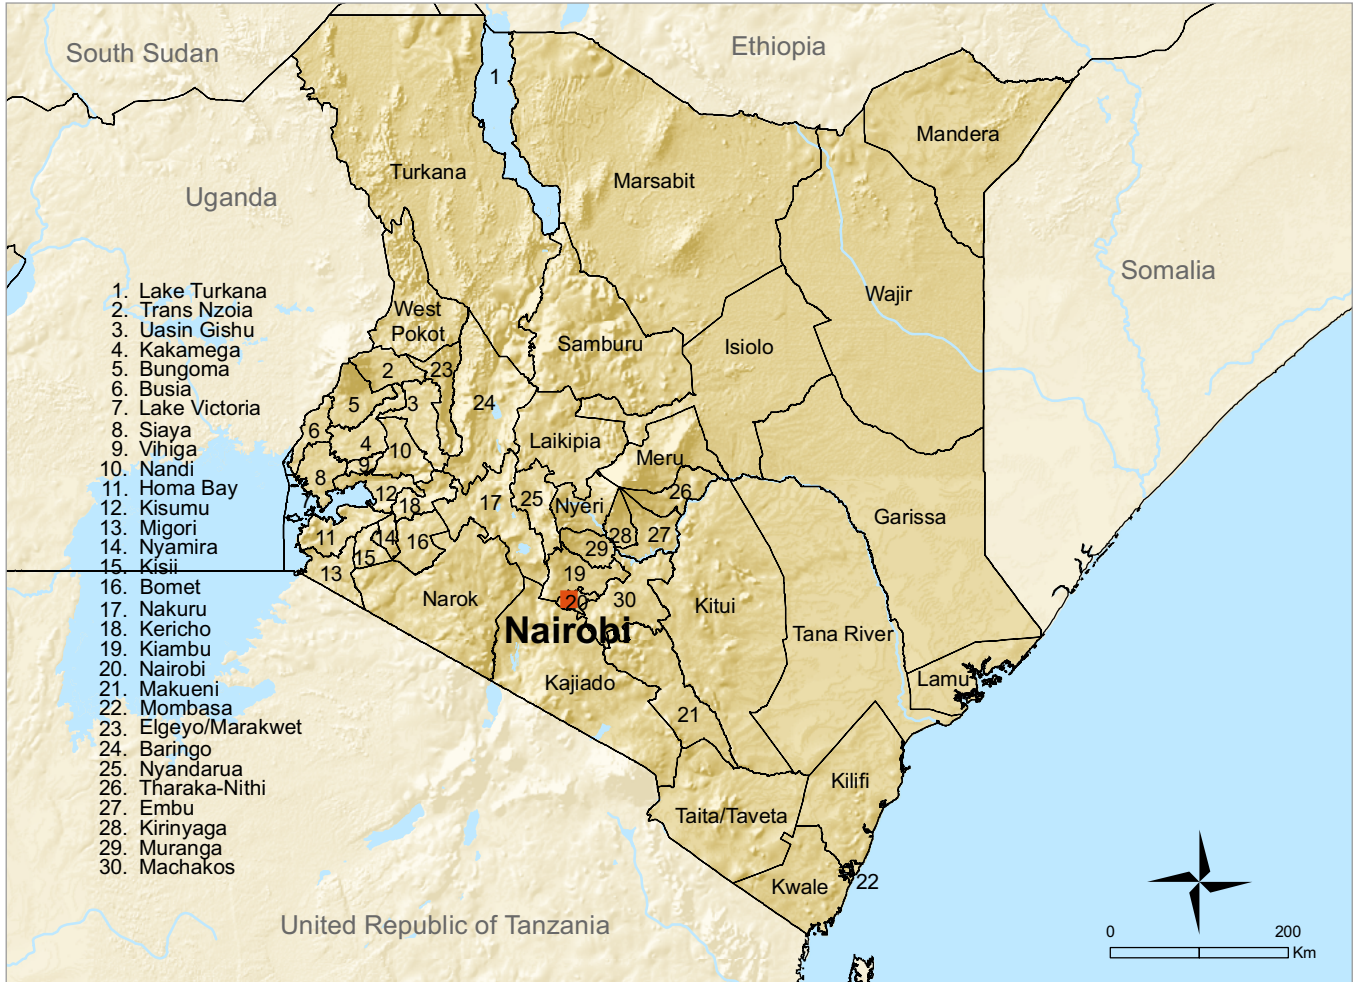 South Sudan
Ethiopia
1
Mandera
Turkana
Marsabit
Uganda
Somalia
Wajir
1. Lake Turkana
2. Trans Nzoia
3. Uasin Gishu
4. Kakamega
5. Bungoma
6. Busia
7. Lake Victoria
8. Siaya
9. Vihiga
10. Nandi
11. Homa Bay
12. Kisumu
13. Migori
14. Nyamira
15. Kisii
16. Bomet
17. Nakuru
18. Kericho
19. Kiambu
20. Nairobi
21. Makueni
22. Mombasa
23. Elgeyo/Marakwet
24. Baringo
25. Nyandarua
26. Tharaka-Nithi
27. Embu
28. Kirinyaga
29. Muranga
30. Machakos
West
Pokot
Samburu
Isiolo
2
23
3
24
5
6
4
10
Laikipia
Meru
9
8
12
18
17
25
Nyeri
26
Garissa
11
14
15
16
28
27
29
13
19
Narok
20
30
Kitui
Nairobi
Tana River
Kajiado
Lamu
21
Kilifi
Taita/Taveta
Kwale
22
United Republic of Tanzania
0 200
Km